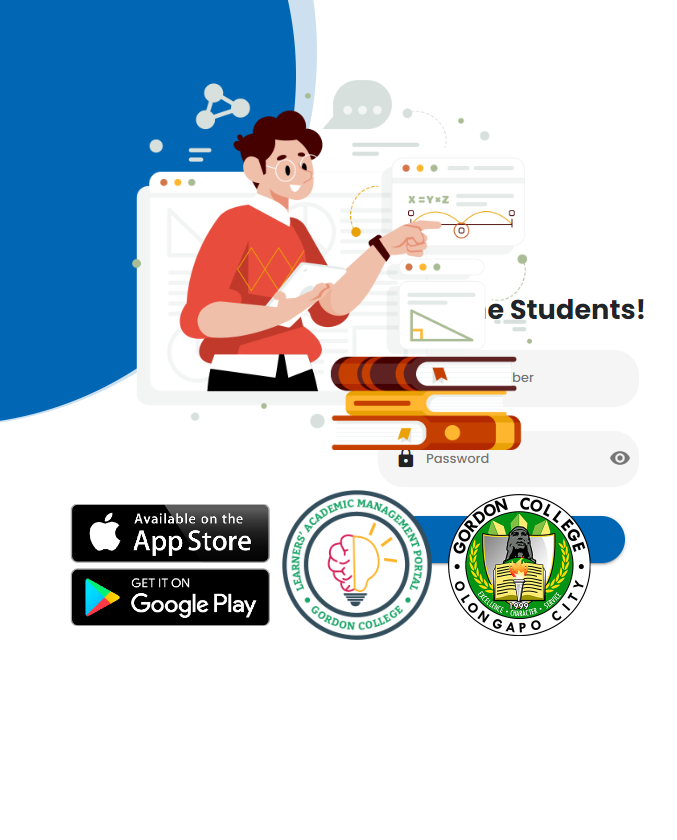 X=Y×Z
e Students!
ber
Password
Available on the
App Store
GET IT ON
Google Play
LEARNERS' ACADEMIC MANAGEMENT PORTAL
• GORDON COLLEGE •
GORDON COLLEGE
• OLONGAPO CITY •
1999
EXCELLENCE • CHARACTER • SERVICE